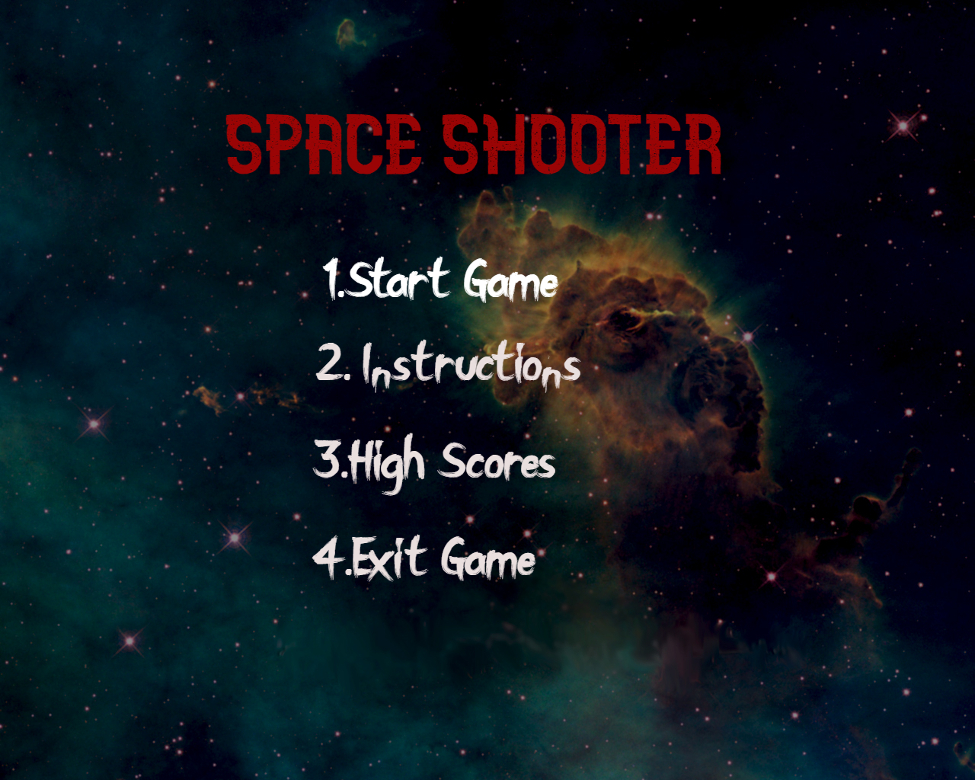 SPACE SHOOTER
1.Start Game
2. Instructions
3.High Scores
4.Exit Game